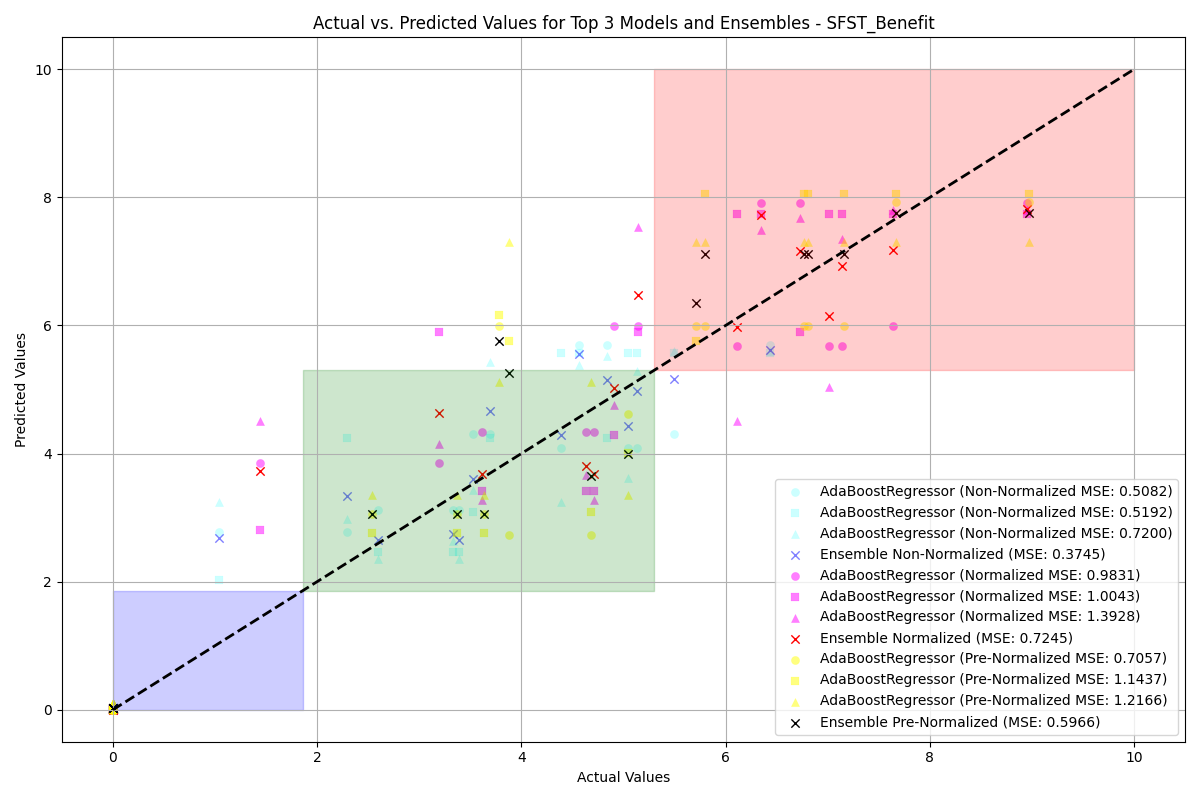 Actual vs. Predicted Values for Top 3 Models and Ensembles - SFST_Benefit
Predicted Values
10
8
6
4
2
0
0 2 4 6 8 10
Actual Values
AdaBoostRegressor (Non-Normalized MSE: 0.5082)
AdaBoostRegressor (Non-Normalized MSE: 0.5192)
AdaBoostRegressor (Non-Normalized MSE: 0.7200)
Ensemble Non-Normalized (MSE: 0.3745)
AdaBoostRegressor (Normalized MSE: 0.9831)
AdaBoostRegressor (Normalized MSE: 1.0043)
AdaBoostRegressor (Normalized MSE: 1.3928)
Ensemble Normalized (MSE: 0.7245)
AdaBoostRegressor (Pre-Normalized MSE: 0.7057)
AdaBoostRegressor (Pre-Normalized MSE: 1.1437)
AdaBoostRegressor (Pre-Normalized MSE: 1.2166)
Ensemble Pre-Normalized (MSE: 0.5966)